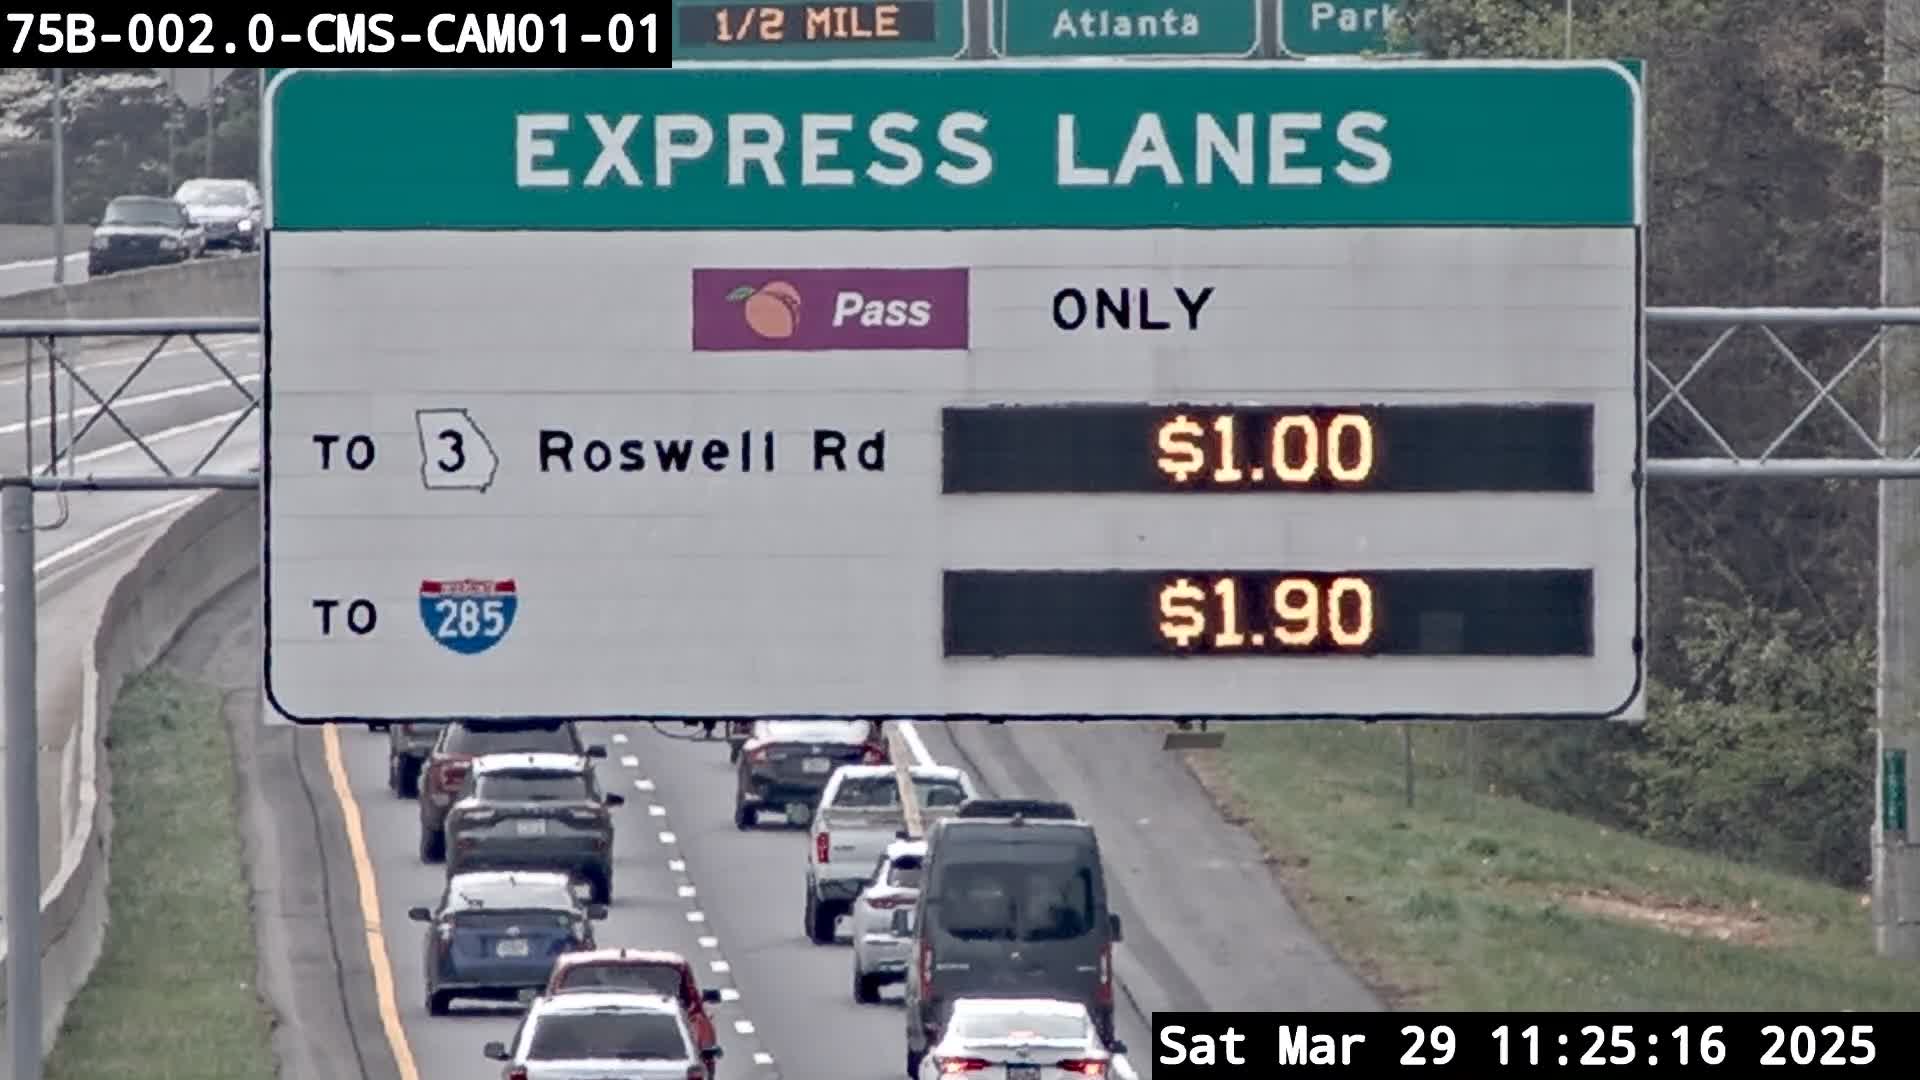 75B-002.0-CMS-CAM01-01
1/2 MILE
Atlanta
Park
EXPRESS LANES
Pass ONLY
TO 3 Roswell Rd $1.00
TO 285 $1.90
Sat Mar 29 11:25:16 2025